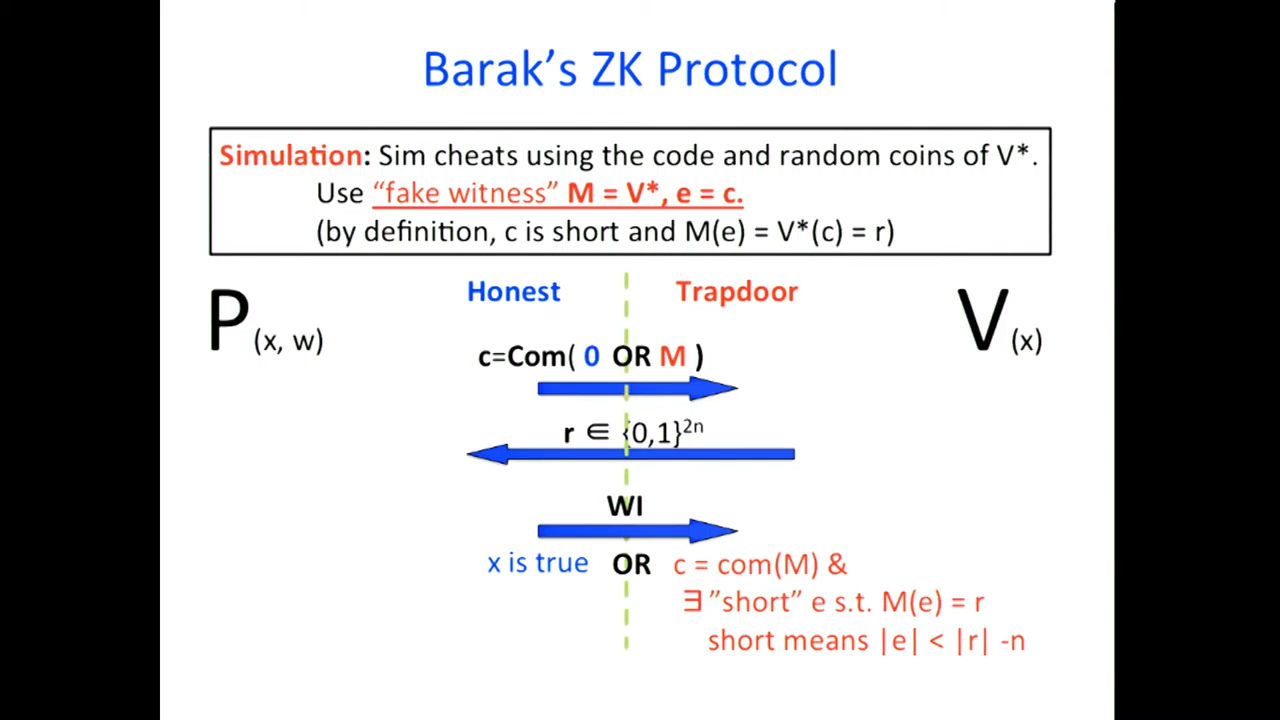 Barak's ZK Protocol
Simulation: Sim cheats using the code and random coins of V*.
Use "fake witness" M = V*, e = c.
(by definition, c is short and M(e) = V*(c) = r)
Honest
Trapdoor
P (x, w)
V (x)
c=Com( 0 OR M )
r ∈ {0,1}²ⁿ
WI
x is true OR c = com(M) &
∃ "short" e s.t. M(e) = r
short means |e| < |r| -n